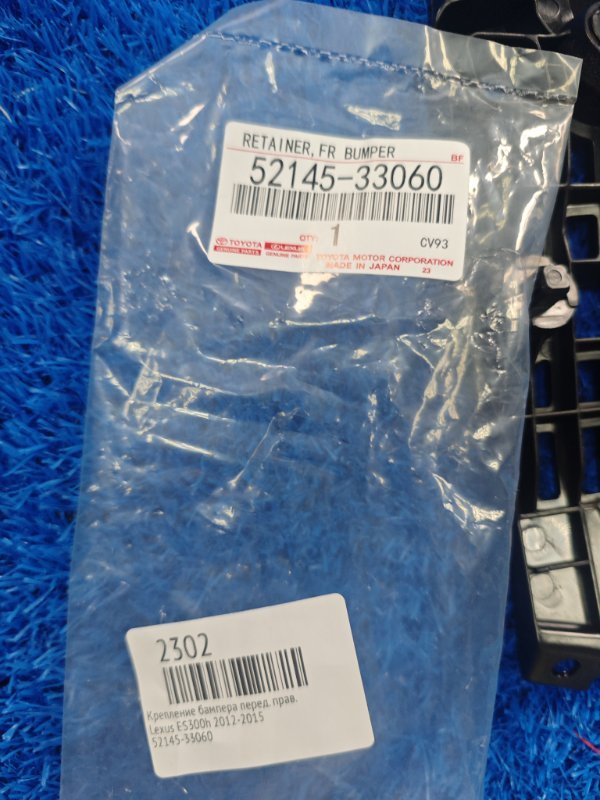 RETAINER, FR BUMPER
BF
52145-33060
QTY: 1
CV93
TOYOTA
GENUINE PARTS
LEXUS
GENUINE PARTS
TOYOTA MOTOR CORPORATION
MADE IN JAPAN 23
2302
Крепление бампера перед. прав.
Lexus ES300h 2012-2015
52145-33060